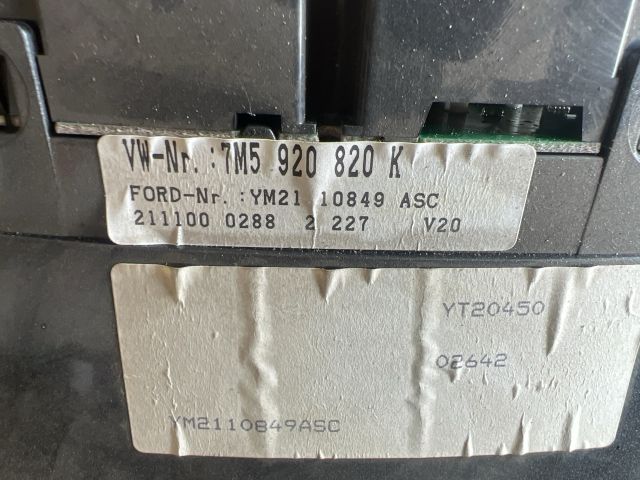 VW-Nr.:7M5 920 820 K
FORD-Nr.:YM21 10849 ASC
211100 0288 2 227 V20
YT20450
02642
YM2110849ASC